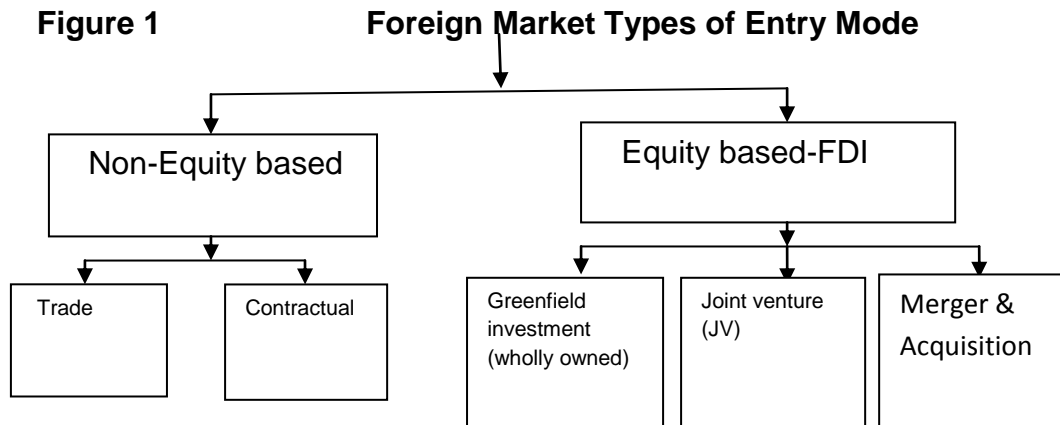 Figure 1 Foreign Market Types of Entry Mode
Non-Equity based
Equity based-FDI
Trade
Contractual
Greenfield
investment
(wholly owned)
Joint venture
(JV)
Merger &
Acquisition